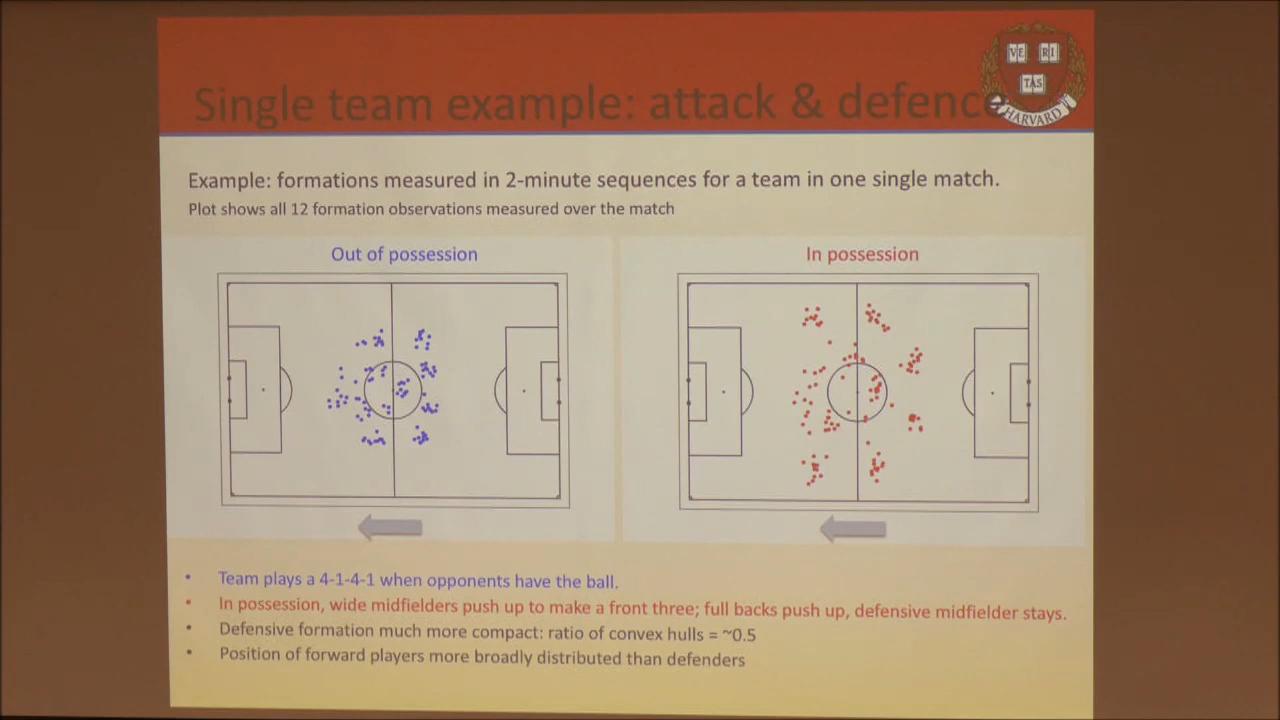 Single team example: attack & defence
VE RI
TAS
HARVARD
Example: formations measured in 2-minute sequences for a team in one single match.
Plot shows all 12 formation observations measured over the match
Out of possession
In possession
• Team plays a 4-1-4-1 when opponents have the ball.
• In possession, wide midfielders push up to make a front three; full backs push up, defensive midfielder stays.
• Defensive formation much more compact: ratio of convex hulls = ~0.5
• Position of forward players more broadly distributed than defenders